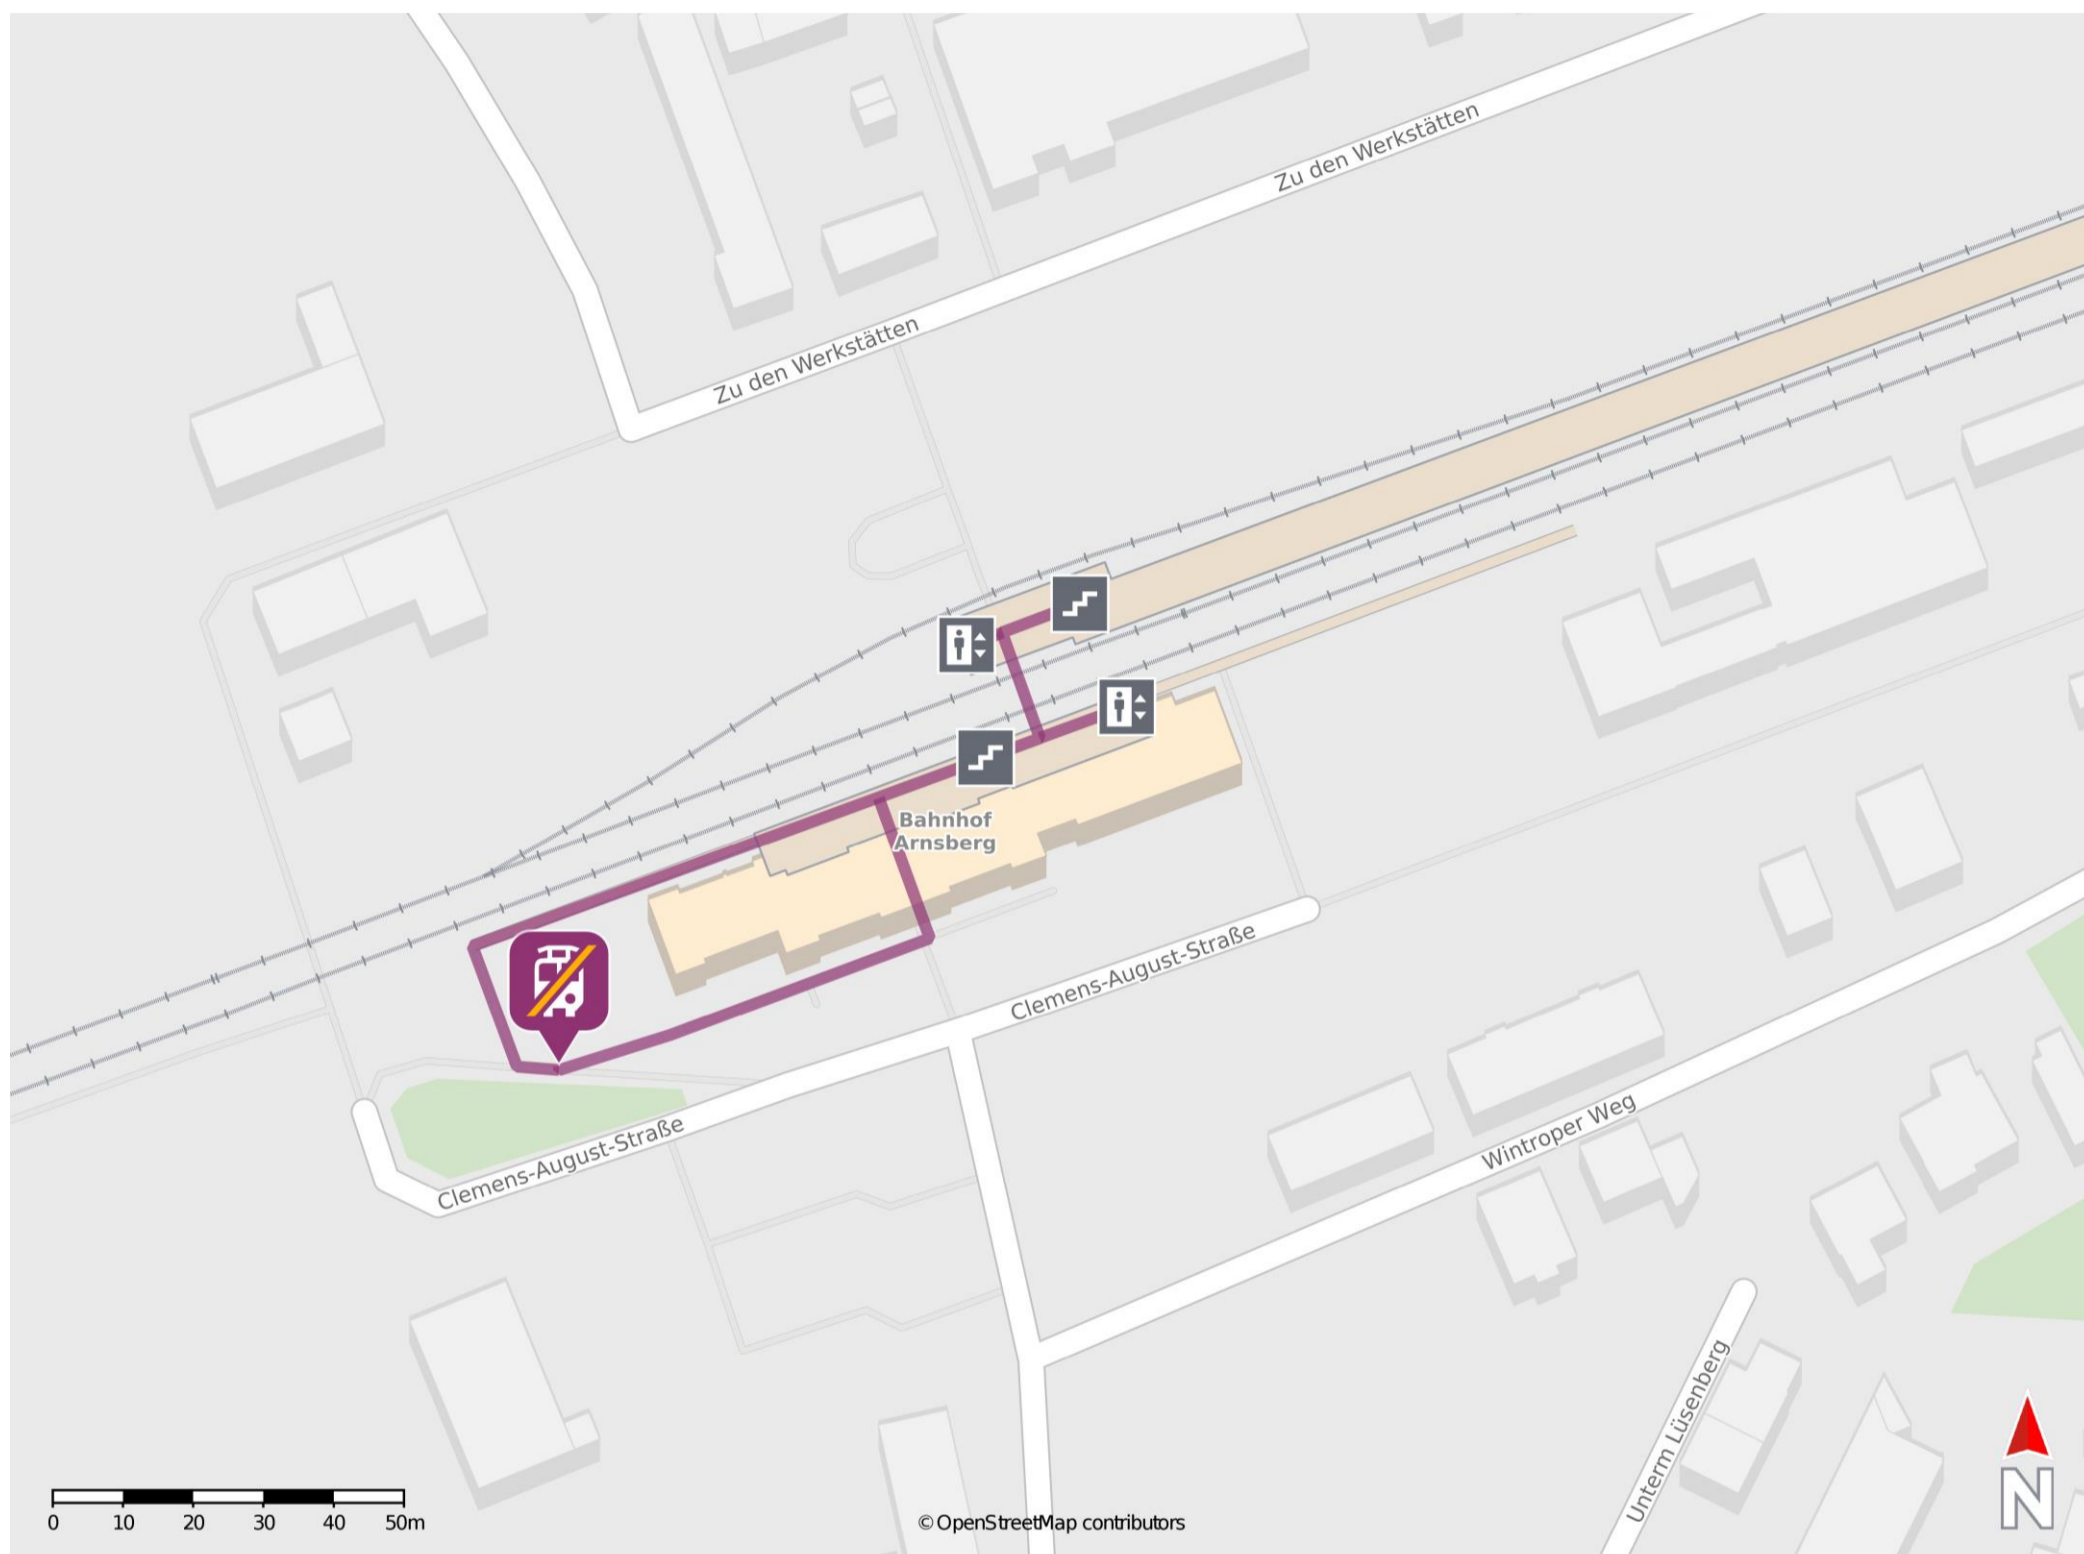 Zu den Werkstätten
Zu den Werkstätten
Bahnhof
Arnsberg
Clemens-August-Straße
Clemens-August-Straße
Wintroper Weg
Unterm Lüsenberg
0 10 20 30 40 50m
© OpenStreetMap contributors
N